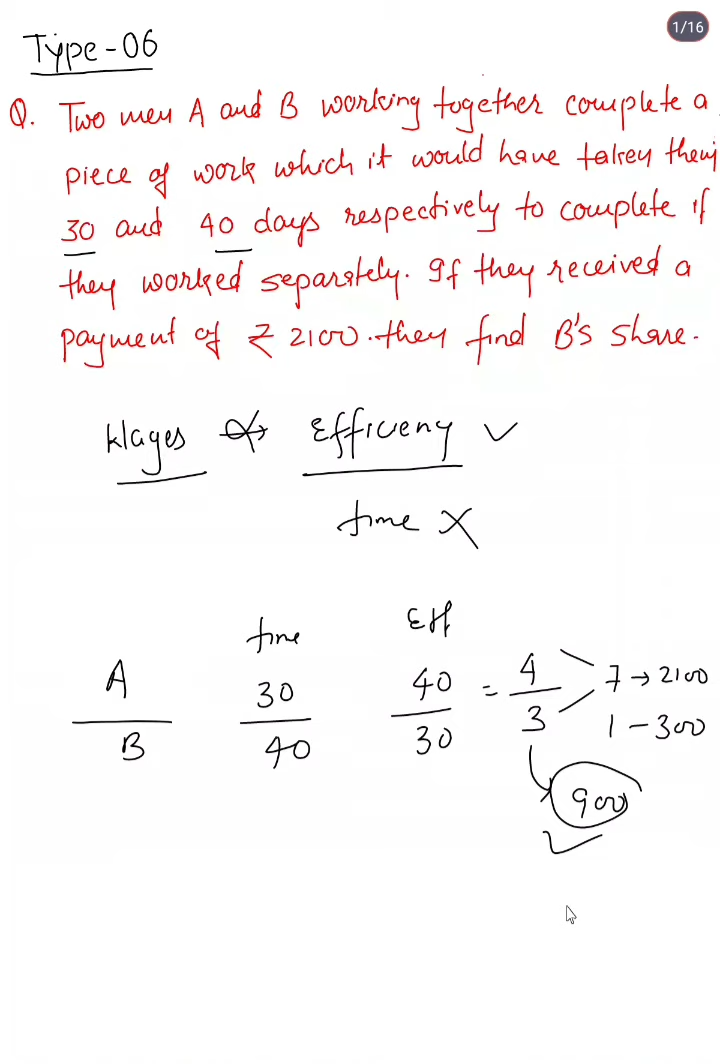 1/16
Type-06
Q. Two men A and B working together complete a
piece of work which it would have taken them
30 and 40 days respectively to complete if
they worked separately. If they received a
payment of ₹ 2100. they find B's share.
Wages ∝ Efficeny ✓
time ✗
time Eff
A 30 40 = 4 7 → 2100
B 40 30 3 1 - 300
900